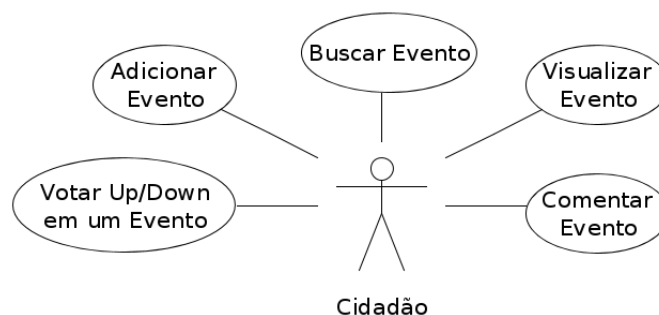 Buscar Evento
Adicionar
Evento
Visualizar
Evento
Votar Up/Down
em um Evento
Comentar
Evento
Cidadão